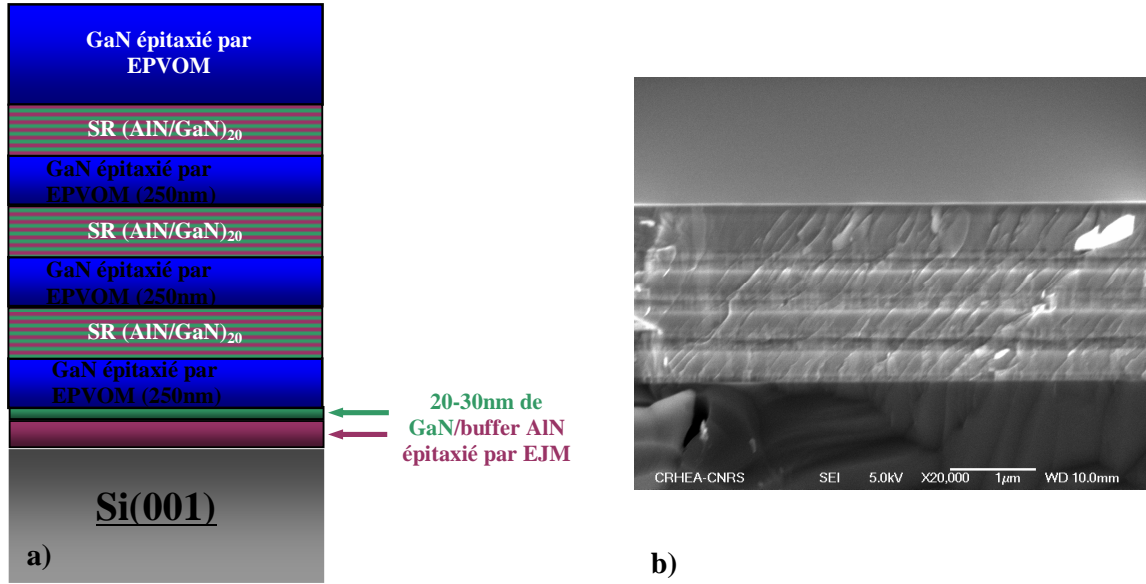 GaN épitaxié par
EPVOM
SR (AlN/GaN)20
GaN épitaxié par
EPVOM (250nm)
SR (AlN/GaN)20
GaN épitaxié par
EPVOM (250nm)
SR (AlN/GaN)20
GaN épitaxié par
EPVOM (250nm)
20-30nm de
GaN/buffer AlN
épitaxié par EJM
Si(001)
a)
CRHEA-CNRS SEI 5.0kV X20,000 1µm WD 10.0mm
b)